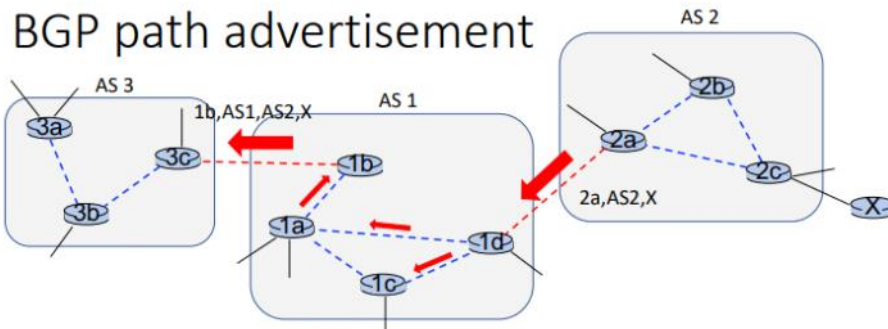 BGP path advertisement
AS 2
AS 3
AS 1
1b,AS1,AS2,X
2b
3a
2a
3c
1b
2c
2a,AS2,X
3b
X
1a
1d
1c